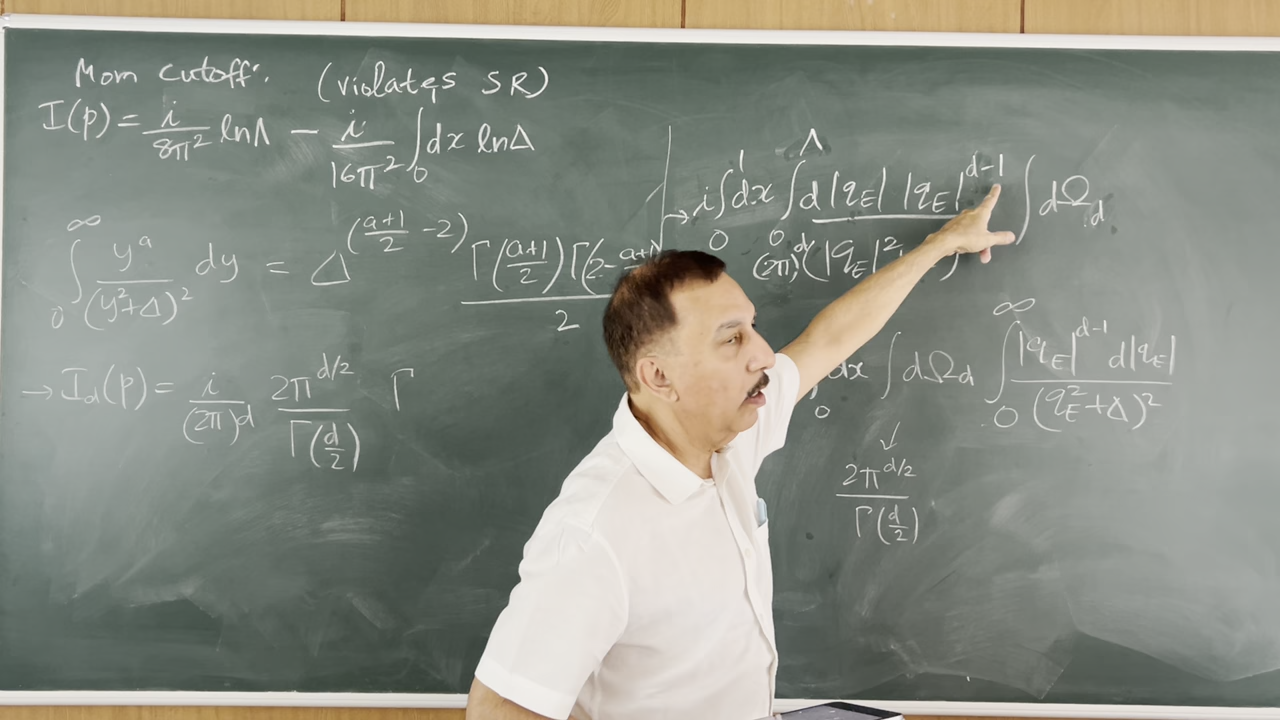 Mom cutoff: (violates SR)
I(p) = i/8π² lnΛ − i/16π² ∫₀ dx lnΔ
∫₀^∞ y^a/(y²+Δ)² dy = Δ^((a+1)/2 − 2) Γ((a+1)/2) Γ(2 − a+1 / 2
→ I_d(p) = i/(2π)^d 2π^(d/2)/Γ(d/2) Γ
→ i ∫₀¹ dx ∫₀^Λ d|q_E| |q_E|^(d−1) / (2π)^d (|q_E|² ∫ dΩ_d
₀ dx ∫ dΩ_d ∫₀^∞ |q_E|^(d−1) d|q_E| / (q_E²+Δ)²
↓
2π^(d/2)/Γ(d/2)